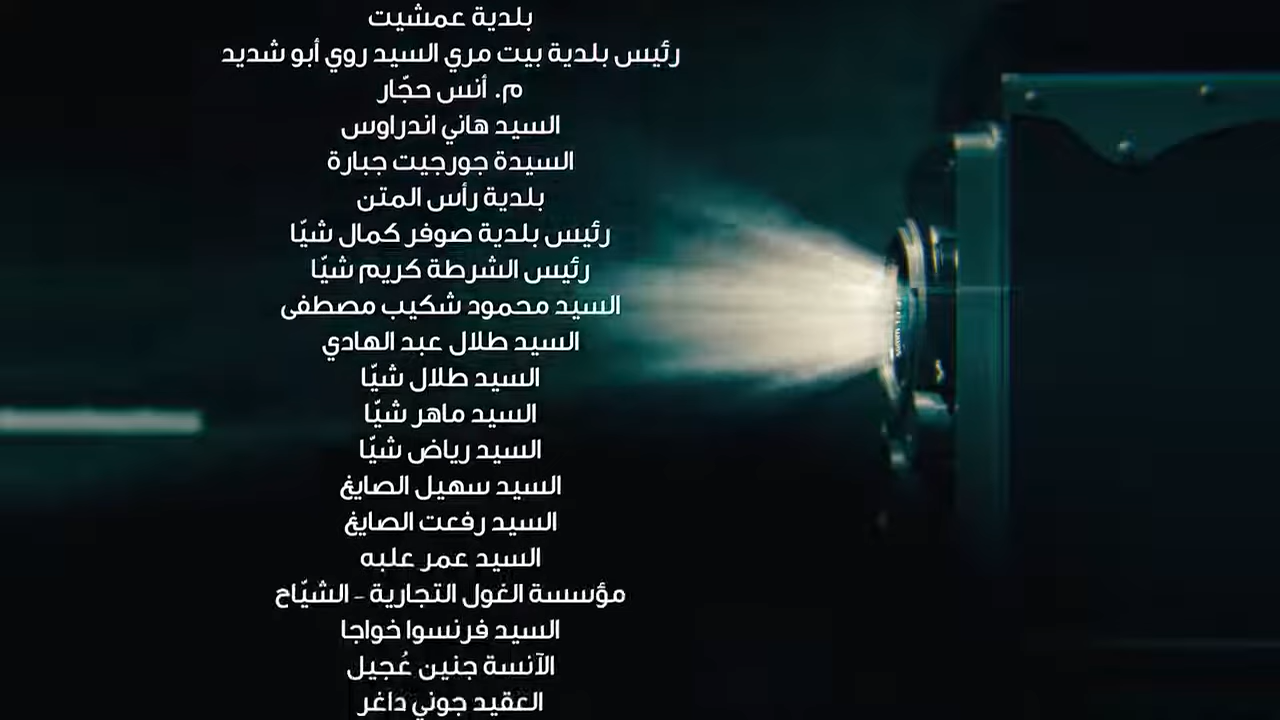 بلدية عمشيت
رئيس بلدية بيت مري السيد روي أبو شديد
م. أنس حجّار
السيد هاني اندراوس
السيدة جورجيت جبارة
بلدية رأس المتن
رئيس بلدية صوفر كمال شيّا
رئيس الشرطة كريم شيّا
السيد محمود شكيب مصطفى
السيد طلال عبد الهادي
السيد طلال شيّا
السيد ماهر شيّا
السيد رياض شيّا
السيد سهيل الصايغ
السيد رفعت الصايغ
السيد عمر علبه
مؤسسة الغول التجارية - الشيّاح
السيد فرنسوا خواجا
الآنسة جنين عُجيل
العقيد جوني داغر